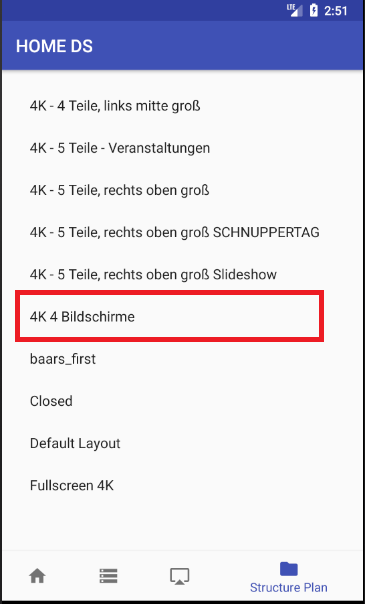 LTE 2:51
HOME DS
4K - 4 Teile, links mitte groß
4K - 5 Teile - Veranstaltungen
4K - 5 Teile, rechts oben groß
4K - 5 Teile, rechts oben groß SCHNUPPERTAG
4K - 5 Teile, rechts oben groß Slideshow
4K 4 Bildschirme
baars_first
Closed
Default Layout
Fullscreen 4K
Structure Plan